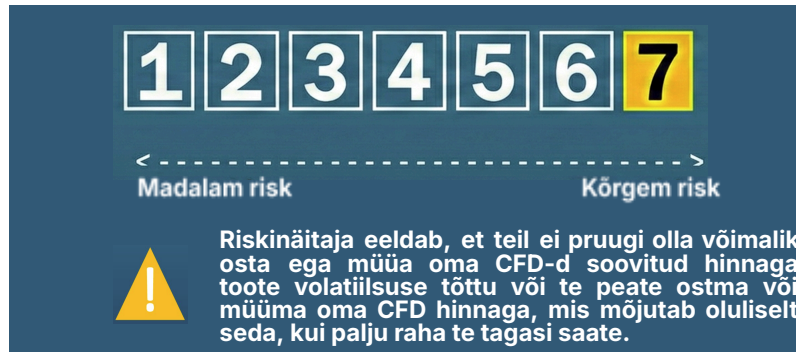 1 2 3 4 5 6 7
Madalam risk Kõrgem risk
Riskinäitaja eeldab, et teil ei pruugi olla võimalik
osta ega müüa oma CFD-d soovitud hinnaga
toote volatiilsuse tõttu või te peate ostma või
müüma oma CFD hinnaga, mis mõjutab oluliselt
seda, kui palju raha te tagasi saate.